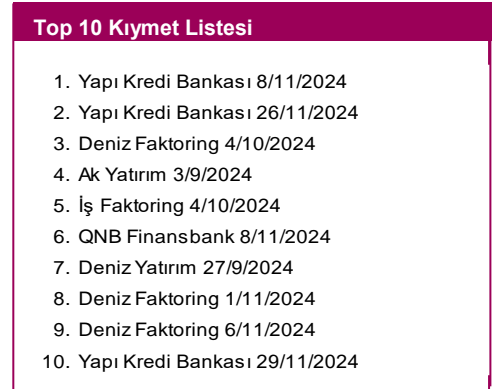 Top 10 Kıymet Listesi
1. Yapı Kredi Bankası 8/11/2024
2. Yapı Kredi Bankası 26/11/2024
3. Deniz Faktoring 4/10/2024
4. Ak Yatırım 3/9/2024
5. İş Faktoring 4/10/2024
6. QNB Finansbank 8/11/2024
7. Deniz Yatırım 27/9/2024
8. Deniz Faktoring 1/11/2024
9. Deniz Faktoring 6/11/2024
10. Yapı Kredi Bankası 29/11/2024